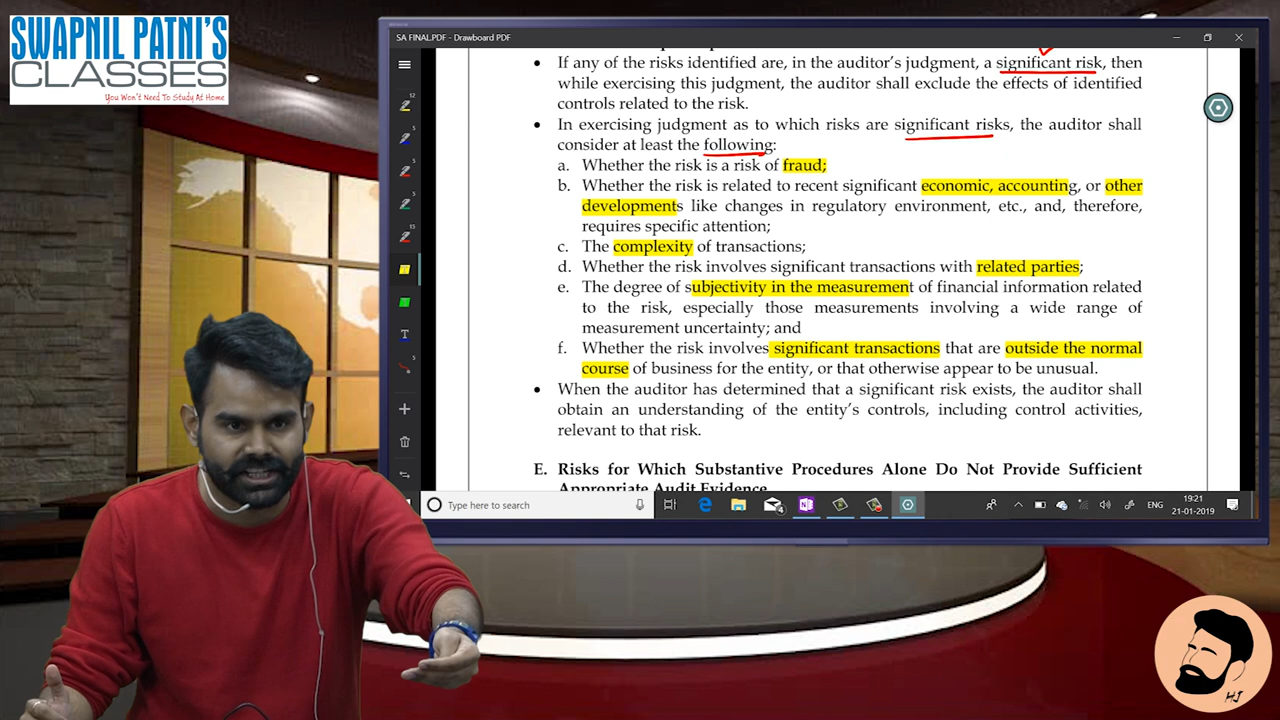 SWAPNIL PATNI'S
CLASSES
You Won't Need To Study At Home
SA FINAL.PDF - Drawboard PDF
• If any of the risks identified are, in the auditor's judgment, a significant risk, then
while exercising this judgment, the auditor shall exclude the effects of identified
controls related to the risk.
• In exercising judgment as to which risks are significant risks, the auditor shall
consider at least the following:
a. Whether the risk is a risk of fraud;
b. Whether the risk is related to recent significant economic, accounting, or other
developments like changes in regulatory environment, etc., and, therefore,
requires specific attention;
c. The complexity of transactions;
d. Whether the risk involves significant transactions with related parties;
e. The degree of subjectivity in the measurement of financial information related
to the risk, especially those measurements involving a wide range of
measurement uncertainty; and
f. Whether the risk involves significant transactions that are outside the normal
course of business for the entity, or that otherwise appear to be unusual.
• When the auditor has determined that a significant risk exists, the auditor shall
obtain an understanding of the entity's controls, including control activities,
relevant to that risk.
E. Risks for Which Substantive Procedures Alone Do Not Provide Sufficient
Appropriate Audit Evidence
Type here to search
ENG
19:21
21-01-2019
HJ